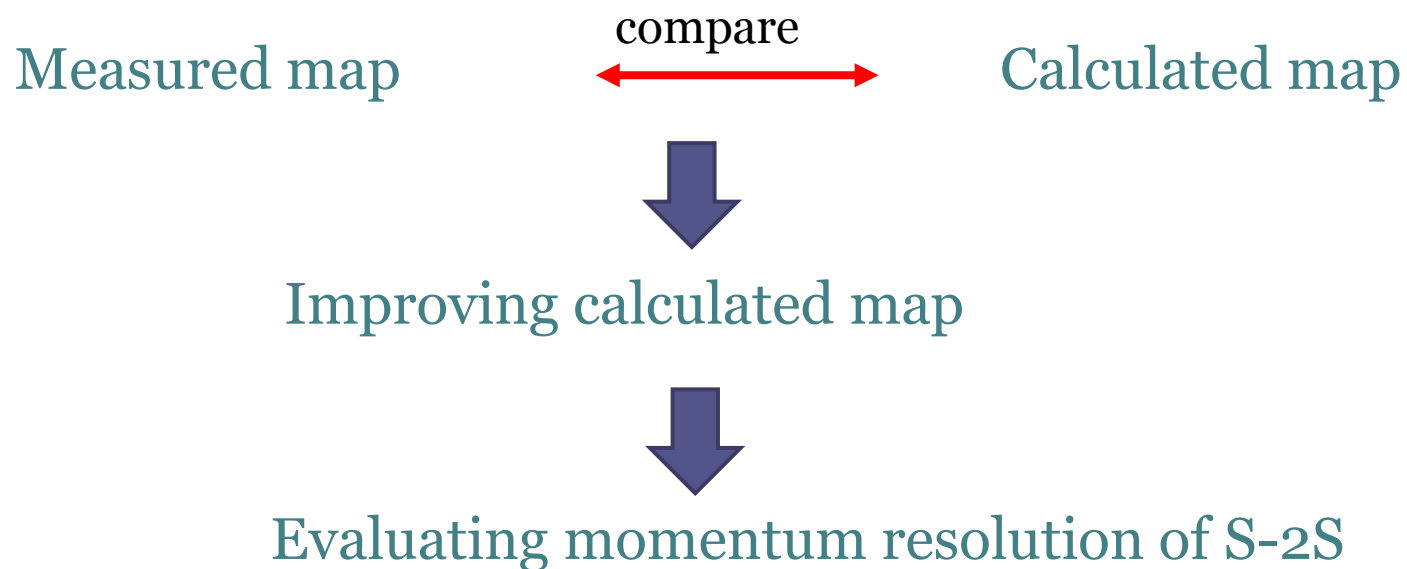 compare
Measured map
Calculated map
Improving calculated map
Evaluating momentum resolution of S-2S